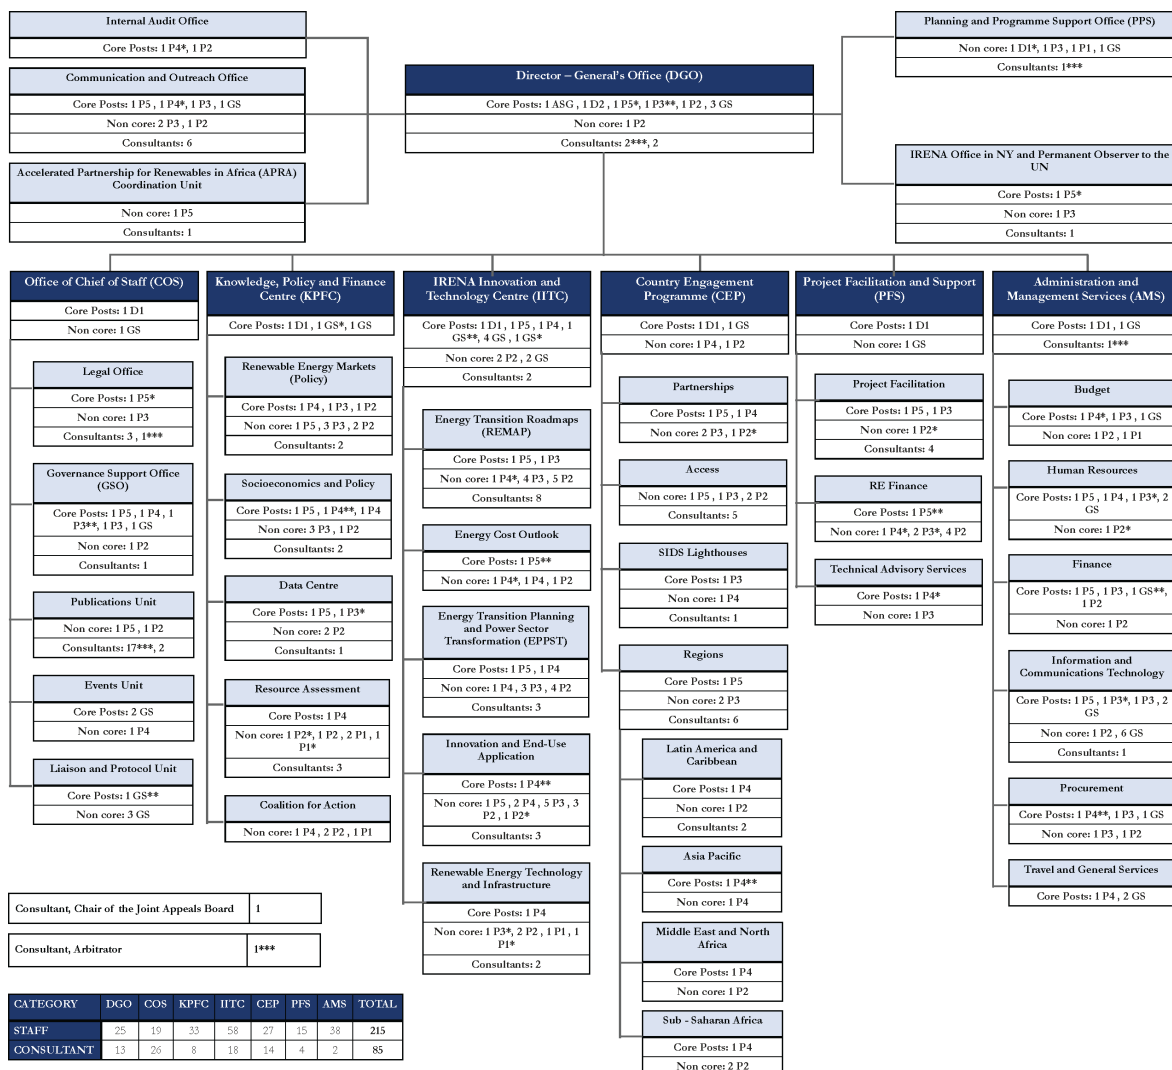 Internal Audit Office
Core Posts: 1 P4*, 1 P2
Communication and Outreach Office
Core Posts: 1 P5 , 1 P4* , 1 P3 , 1 GS
Non core: 2 P3 , 1 P2
Consultants: 6
Accelerated Partnership for Renewables in Africa (APRA)
Coordination Unit
Non core: 1 P5
Consultants: 1
Director – General's Office (DGO)
Core Posts: 1 ASG , 1 D2 , 1 P5*, 1 P3**, 1 P2, 3 GS
Non core: 1 P2
Consultants: 2***, 2
Planning and Programme Support Office (PPS)
Non core: 1 D1*, 1 P3 , 1 P1 , 1 GS
Consultants: 1***
IRENA Office in NY and Permanent Observer to the
UN
Core Posts: 1 P5*
Non core: 1 P3
Consultants: 1
Office of Chief of Staff (COS)
Core Posts: 1 D1
Non core: 1 GS
Legal Office
Core Posts: 1 P5*
Non core: 1 P3
Consultants: 3 , 1***
Governance Support Office
(GSO)
Core Posts: 1 P5 , 1 P4 , 1
P3**, 1 P3 , 1 GS
Non core: 1 P2
Consultants: 1
Publications Unit
Non core: 1 P5 , 1 P2
Consultants: 17***, 2
Events Unit
Core Posts: 2 GS
Non core: 1 P4
Liaison and Protocol Unit
Core Posts: 1 GS**
Non core: 3 GS
Knowledge, Policy and Finance
Centre (KPFC)
Core Posts: 1 D1 , 1 GS*, 1 GS
Renewable Energy Markets
(Policy)
Core Posts: 1 P4 , 1 P3 , 1 P2
Non core: 1 P5 , 3 P3 , 2 P2
Consultants: 2
Socioeconomics and Policy
Core Posts: 1 P5 , 1 P4**, 1 P4
Non core: 3 P3 , 1 P2
Consultants: 2
Data Centre
Core Posts: 1 P5 , 1 P3*
Non core: 2 P2
Consultants: 1
Resource Assessment
Core Posts: 1 P4
Non core: 1 P2*, 1 P2 , 2 P1 , 1
P1*
Consultants: 3
Coalition for Action
Non core: 1 P4 , 2 P2 , 1 P1
IRENA Innovation and
Technology Centre (IITC)
Core Posts: 1 D1 , 1 P5 , 1 P4 , 1
GS**, 4 GS , 1 GS*
Non core: 2 P2 , 2 GS
Consultants: 2
Energy Transition Roadmaps
(REMAP)
Core Posts: 1 P5 , 1 P3
Non core: 1 P4*, 4 P3 , 5 P2
Consultants: 8
Energy Cost Outlook
Core Posts: 1 P5**
Non core: 1 P4*, 1 P4 , 1 P2
Energy Transition Planning
and Power Sector
Transformation (EPPST)
Core Posts: 1 P5 , 1 P4
Non core: 1 P4 , 3 P3 , 4 P2
Consultants: 3
Innovation and End-Use
Application
Core Posts: 1 P4**
Non core: 1 P5 , 2 P4 , 5 P3 , 3
P2 , 1 P2*
Consultants: 3
Renewable Energy Technology
and Infrastructure
Core Posts: 1 P4
Non core: 1 P3*, 2 P2 , 1 P1 , 1
P1*
Consultants: 2
Country Engagement
Programme (CEP)
Core Posts: 1 D1 , 1 GS
Non core: 1 P4 , 1 P2
Partnerships
Core Posts: 1 P5 , 1 P4
Non core: 2 P3 , 1 P2*
Access
Non core: 1 P5 , 1 P3 , 2 P2
Consultants: 5
SIDS Lighthouses
Core Posts: 1 P3
Non core: 1 P4
Consultants: 1
Regions
Core Posts: 1 P5
Non core: 2 P3
Consultants: 6
Latin America and
Caribbean
Core Posts: 1 P4
Non core: 1 P2
Consultants: 2
Asia Pacific
Core Posts: 1 P4**
Non core: 1 P4
Middle East and North
Africa
Core Posts: 1 P4
Non core: 1 P2
Sub - Saharan Africa
Core Posts: 1 P4
Non core: 2 P2
Project Facilitation and Support
(PFS)
Core Posts: 1 D1
Non core: 1 GS
Project Facilitation
Core Posts: 1 P5 , 1 P3
Non core: 1 P2*
Consultants: 4
RE Finance
Core Posts: 1 P5**
Non core: 1 P4*, 2 P3*, 4 P2
Technical Advisory Services
Core Posts: 1 P4*
Non core: 1 P3
Administration and
Management Services (AMS)
Core Posts: 1 D1 , 1 GS
Consultants: 1***
Budget
Core Posts: 1 P4*, 1 P3 , 1 GS
Non core: 1 P2 , 1 P1
Human Resources
Core Posts: 1 P5 , 1 P4 , 1 P3*, 2
GS
Non core: 1 P2*
Finance
Core Posts: 1 P5 , 1 P3 , 1 GS**,
1 P2
Non core: 1 P2
Information and
Communications Technology
Core Posts: 1 P5 , 1 P3*, 1 P3 , 2
GS
Non core: 1 P2 , 6 GS
Consultants: 1
Procurement
Core Posts: 1 P4**, 1 P3 , 1 GS
Non core: 1 P3 , 1 P2
Travel and General Services
Core Posts: 1 P4 , 2 GS
Consultant, Chair of the Joint Appeals Board 1
Consultant, Arbitrator 1***
CATEGORY DGO COS KPFC IITC CEP PFS AMS TOTAL
STAFF 25 19 33 58 27 15 38 215
CONSULTANT 13 26 8 18 14 4 2 85